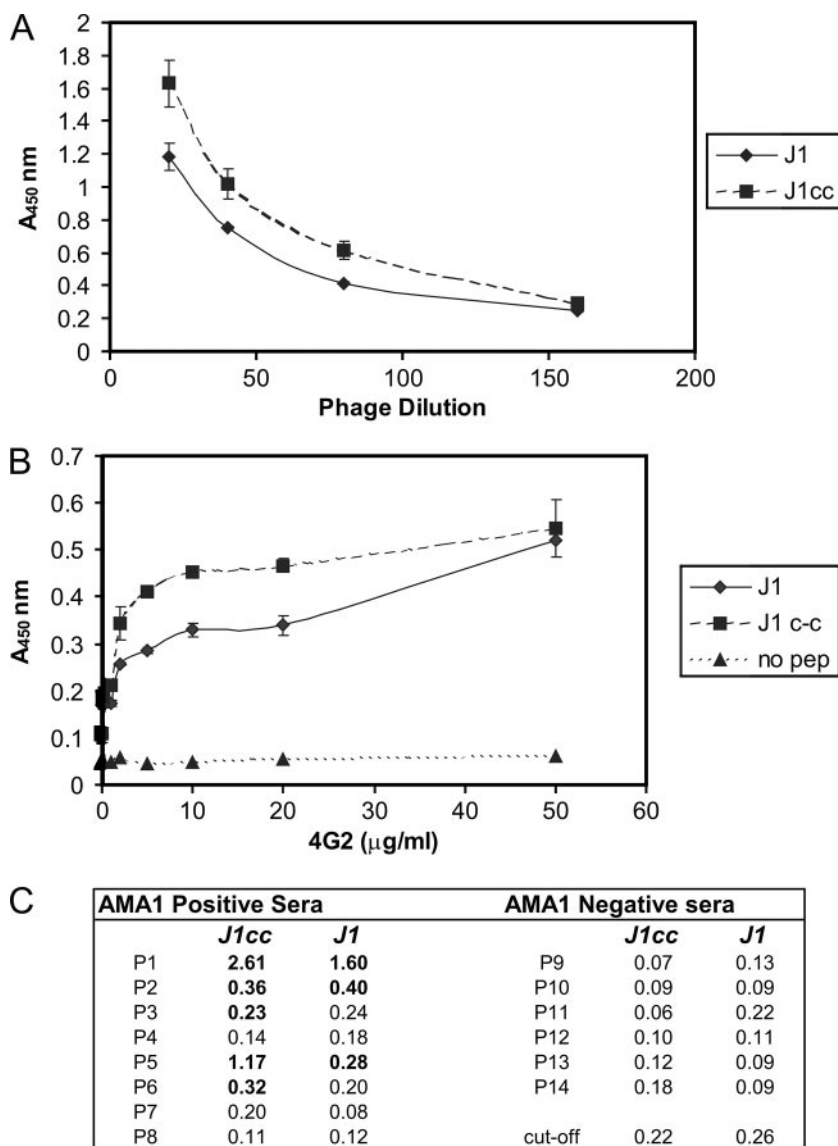 A
2
1.8
1.6
1.4
1.2
1
0.8
0.6
0.4
0.2
0
A450 nm
0 50 100 150 200
Phage Dilution
J1
J1cc
B
0.7
0.6
0.5
0.4
0.3
0.2
0.1
0
A450 nm
0 10 20 30 40 50 60
4G2 (µg/ml)
J1
J1 c-c
no pep
C
AMA1 Positive Sera AMA1 Negative sera
J1cc J1 J1cc J1
P1 2.61 1.60 P9 0.07 0.13
P2 0.36 0.40 P10 0.09 0.09
P3 0.23 0.24 P11 0.06 0.22
P4 0.14 0.18 P12 0.10 0.11
P5 1.17 0.28 P13 0.12 0.09
P6 0.32 0.20 P14 0.18 0.09
P7 0.20 0.08
P8 0.11 0.12 cut-off 0.22 0.26